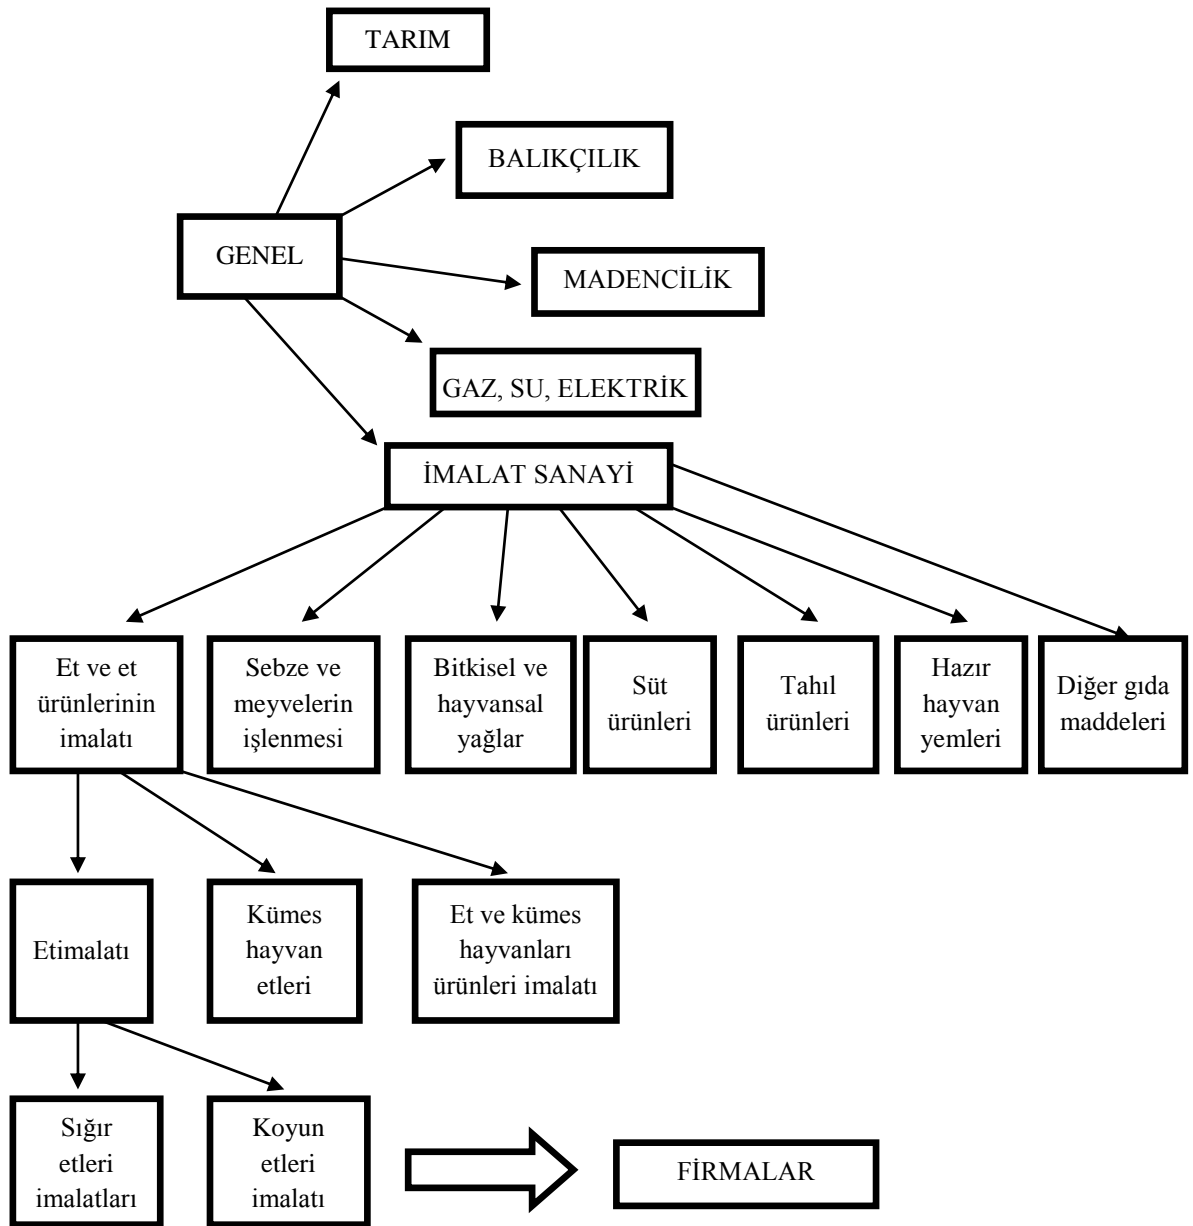 TARIM
BALIKÇILIK
GENEL
MADENCİLİK
GAZ, SU, ELEKTRİK
İMALAT SANAYİ
Et ve et
ürünlerinin
imalatı
Sebze ve
meyvelerin
işlenmesi
Bitkisel ve
hayvansal
yağlar
Süt
ürünleri
Tahıl
ürünleri
Hazır
hayvan
yemleri
Diğer gıda
maddeleri
Etimalatı
Kümes
hayvan
etleri
Et ve kümes
hayvanları
ürünleri imalatı
Sığır
etleri
imalatları
Koyun
etleri
imalatı
FİRMALAR